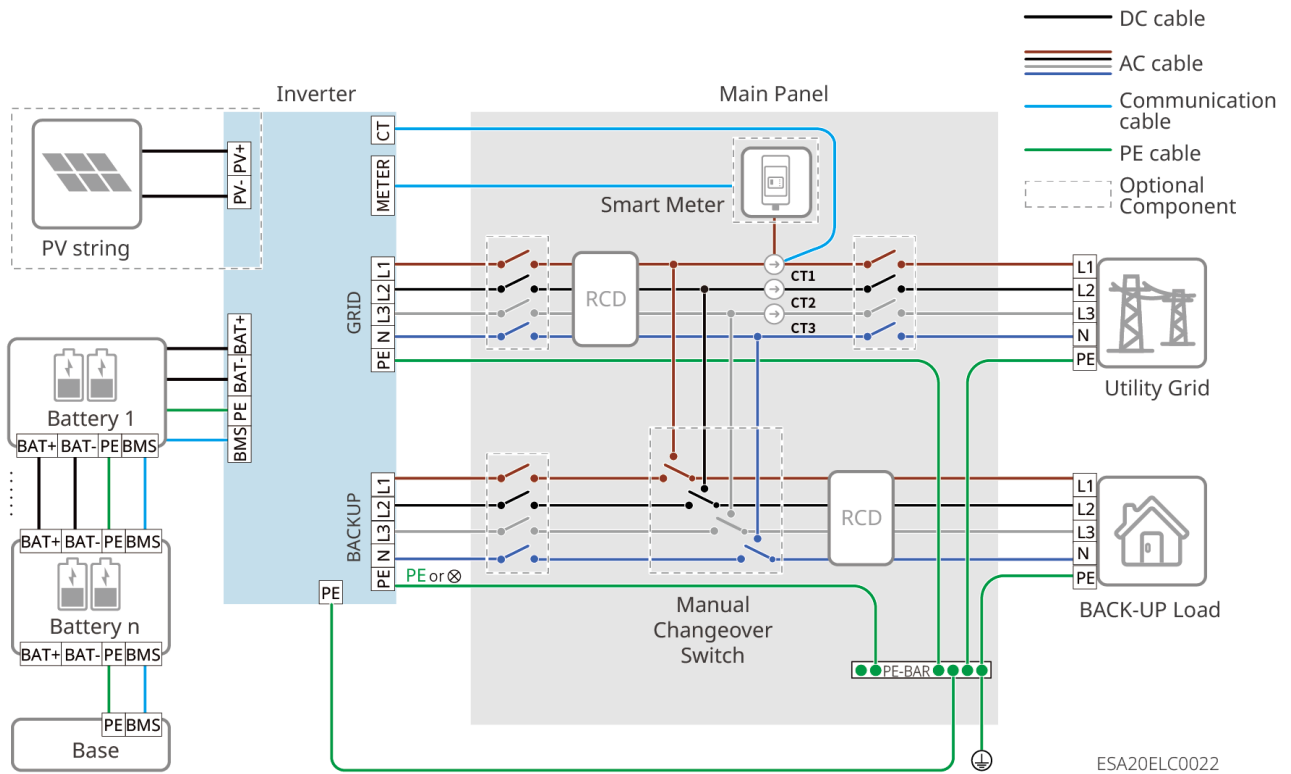 DC cable
AC cable
Communication
cable
PE cable
Optional
Component
Inverter
Main Panel
CT
METER
PV+
PV-
PV string
Smart Meter
CT1
CT2
CT3
GRID
L1
L2
L3
N
PE
RCD
L1
L2
L3
N
PE
Utility Grid
BAT+
BAT-
PE
BMS
Battery 1
BAT+ BAT- PE BMS
BACKUP
L1
L2
L3
N
PE
PE or ⊗
RCD
L1
L2
L3
N
PE
BACK-UP Load
Manual
Changeover
Switch
PE-BAR
PE
BAT+ BAT- PE BMS
Battery n
BAT+ BAT- PE BMS
PE BMS
Base
ESA20ELC0022